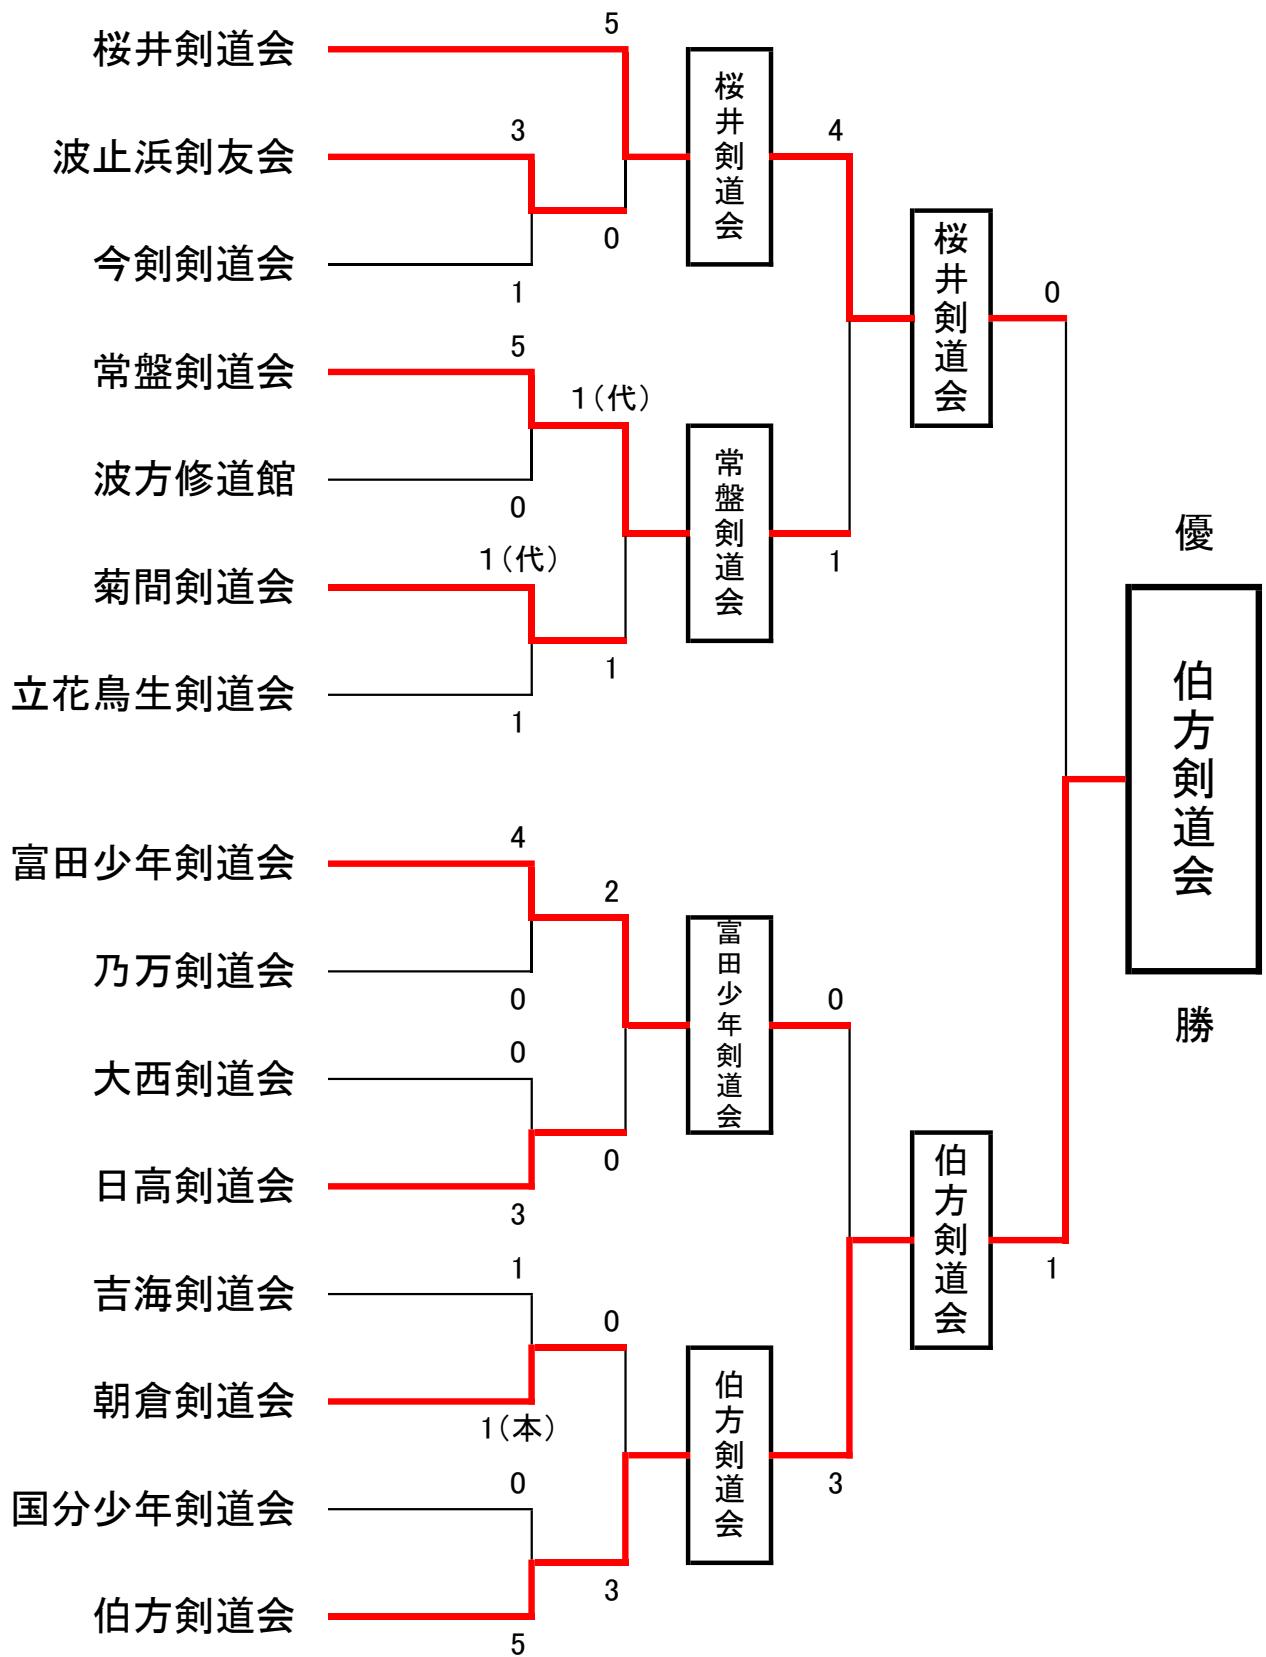 桜井剣道会
5
波止浜剣友会
3
0
今剣剣道会
1
常盤剣道会
5
1(代)
波方修道館
0
菊間剣道会
1(代)
1
立花鳥生剣道会
1
富田少年剣道会
4
2
乃万剣道会
0
大西剣道会
0
0
日高剣道会
3
吉海剣道会
1
0
朝倉剣道会
1(本)
国分少年剣道会
0
3
伯方剣道会
5
桜井剣道会
4
常盤剣道会
1
富田少年剣道会
0
伯方剣道会
3
桜井剣道会
0
伯方剣道会
1
優
伯方剣道会
勝